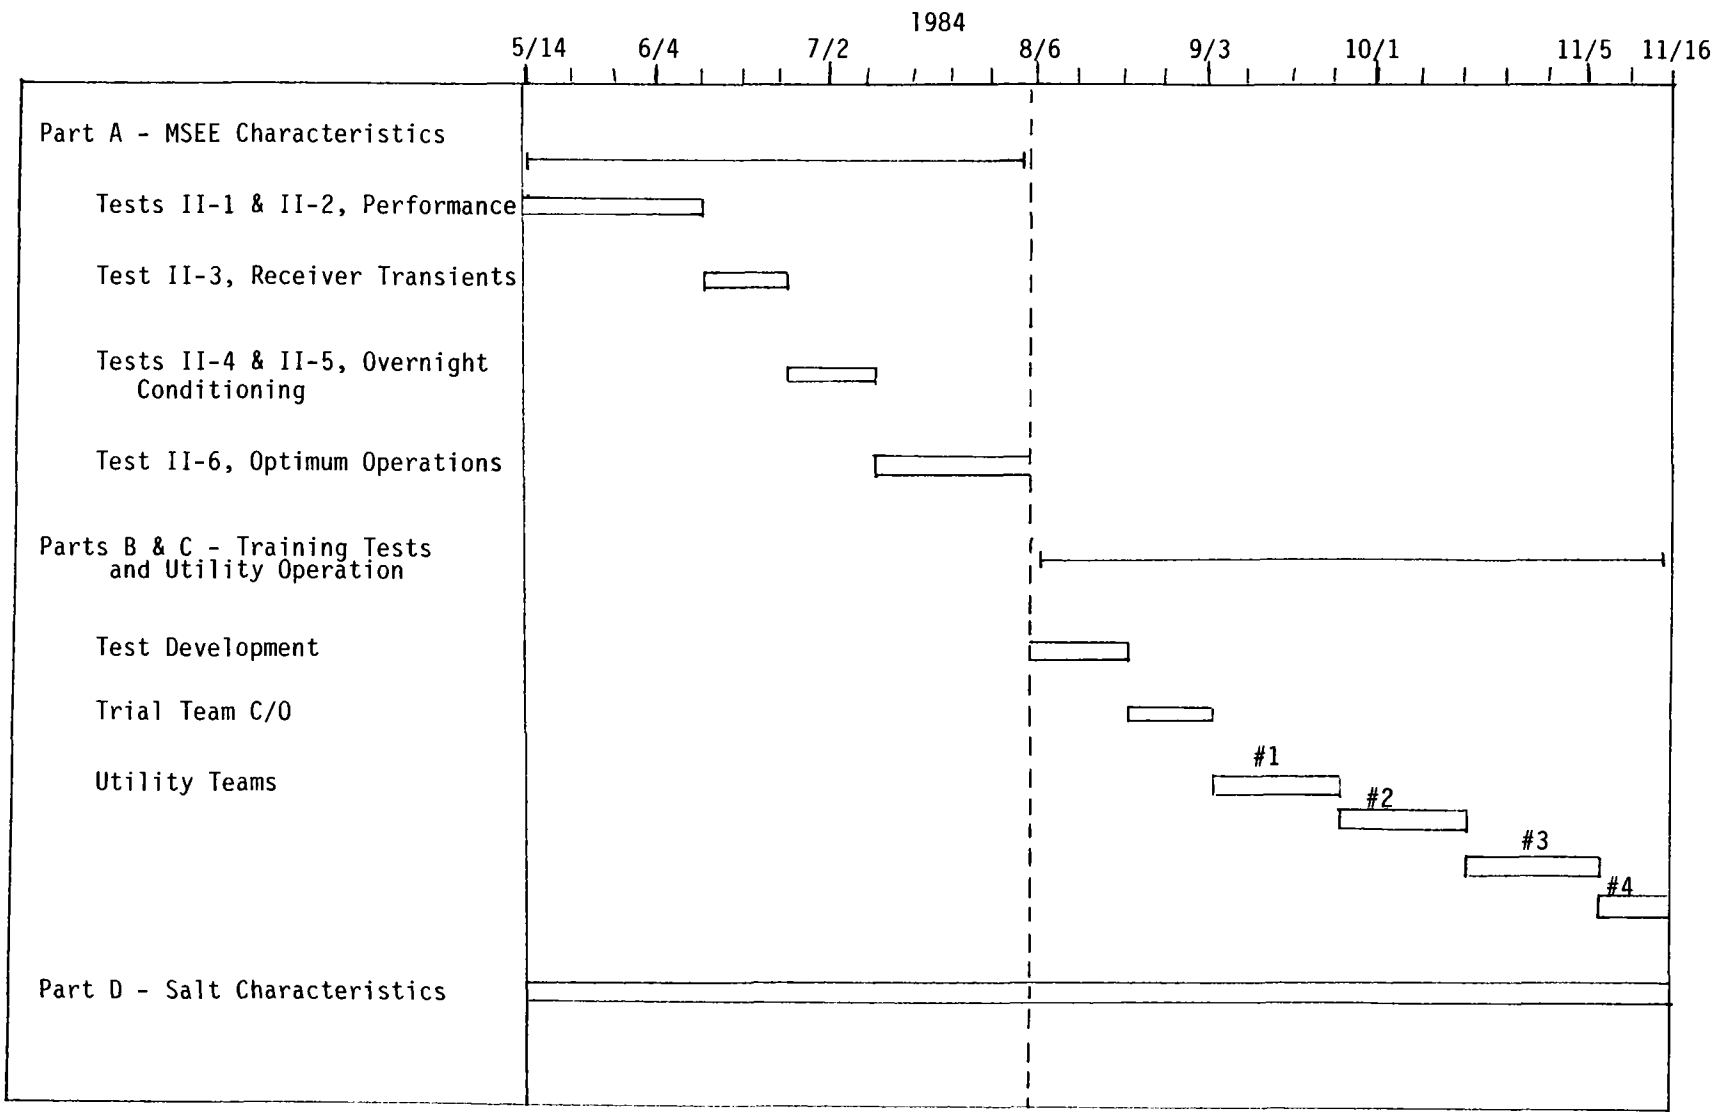 1984
5/14 6/4 7/2 8/6 9/3 10/1 11/5 11/16
Part A - MSEE Characteristics
Tests II-1 & II-2, Performance
Test II-3, Receiver Transients
Tests II-4 & II-5, Overnight
Conditioning
Test II-6, Optimum Operations
Parts B & C - Training Tests
and Utility Operation
Test Development
Trial Team C/O
#1
Utility Teams
#2
#3
#4
Part D - Salt Characteristics